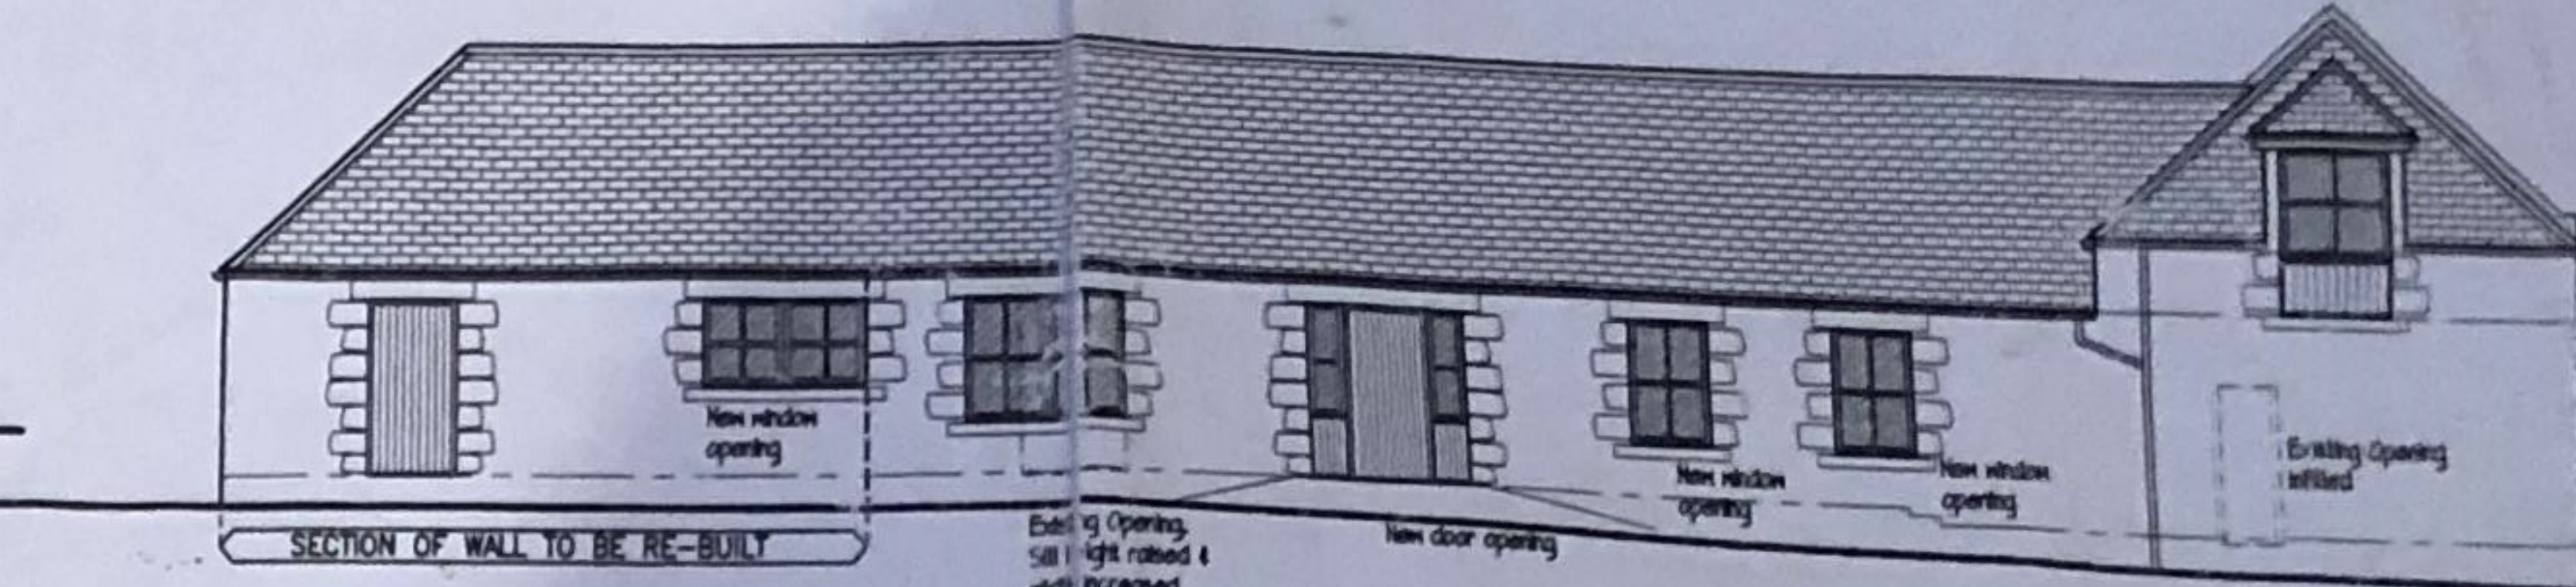 New window
opening
SECTION OF WALL TO BE RE-BUILT
Existing Opening,
Sill height raised &
increased
New door opening
New window
opening
New window
opening
Existing Opening
infilled